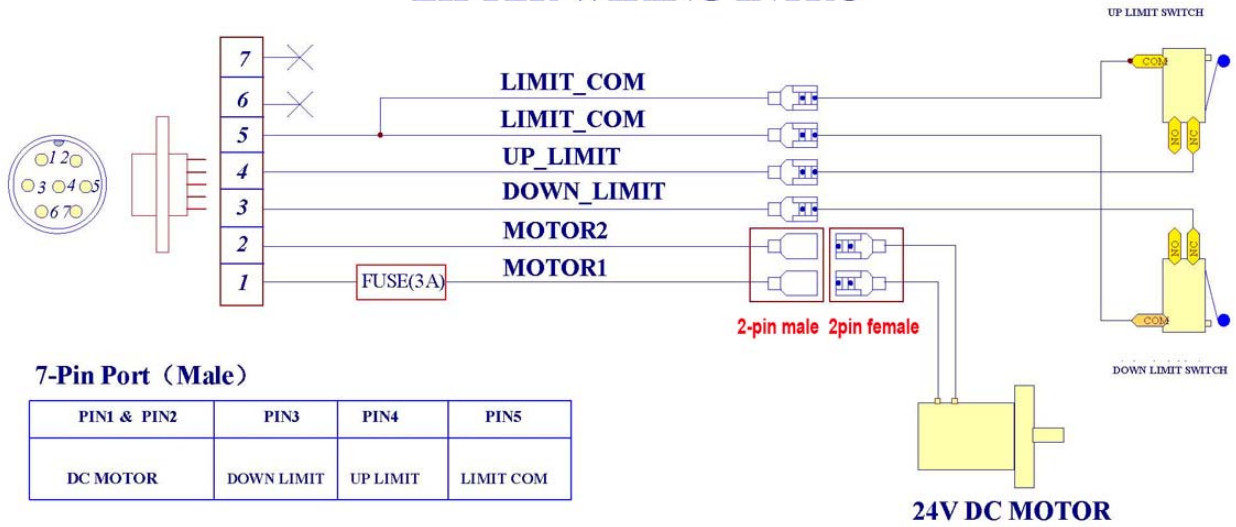 UP LIMIT SWITCH
7
6
5
4
3
2
1
LIMIT_COM
LIMIT_COM
UP_LIMIT
DOWN_LIMIT
MOTOR2
MOTOR1
FUSE(3A)
1 2
3 4 5
6 7
COM
NO
NC
NO
NC
COM
2-pin male 2pin female
DOWN LIMIT SWITCH
7-Pin Port（Male）
PIN1 & PIN2 PIN3 PIN4 PIN5
DC MOTOR DOWN LIMIT UP LIMIT LIMIT COM
24V DC MOTOR